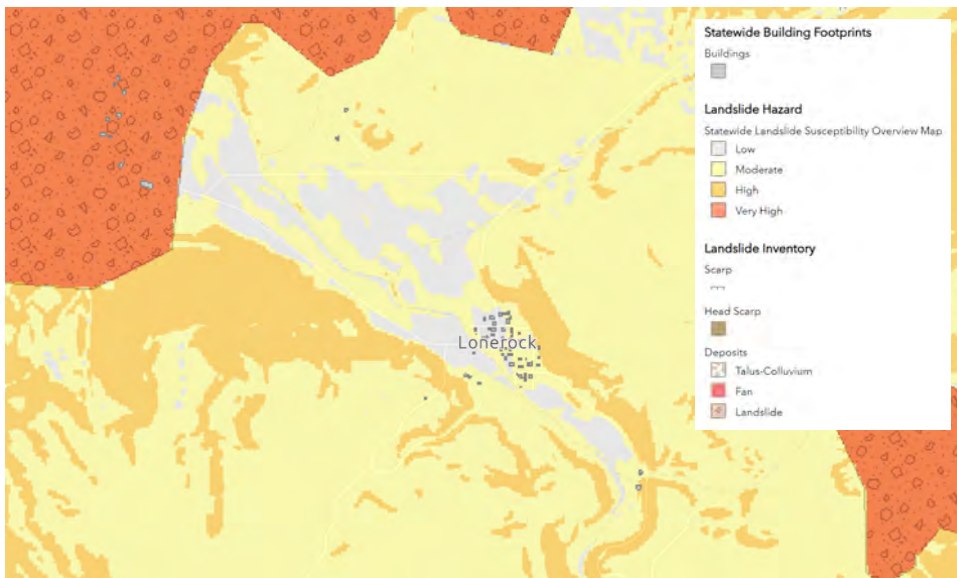 Statewide Building Footprints
Buildings
Landslide Hazard
Statewide Landslide Susceptibility Overview Map
Low
Moderate
High
Very High
Landslide Inventory
Scarp
Head Scarp
Deposits
Talus-Colluvium
Fan
Landslide
Lonerock